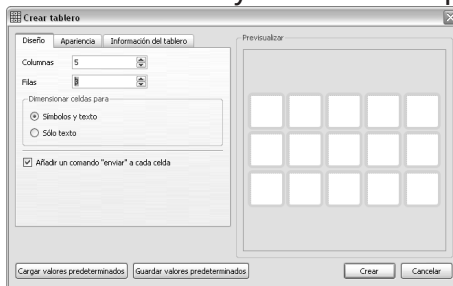 Crear tablero
Diseño Apariencia Información del tablero
Columnas 5
Filas 3
Dimensionar celdas para
Símbolos y texto
Sólo texto
Añadir un comando "enviar" a cada celda
Previsualizar
Cargar valores predeterminados Guardar valores predeterminados Crear Cancelar